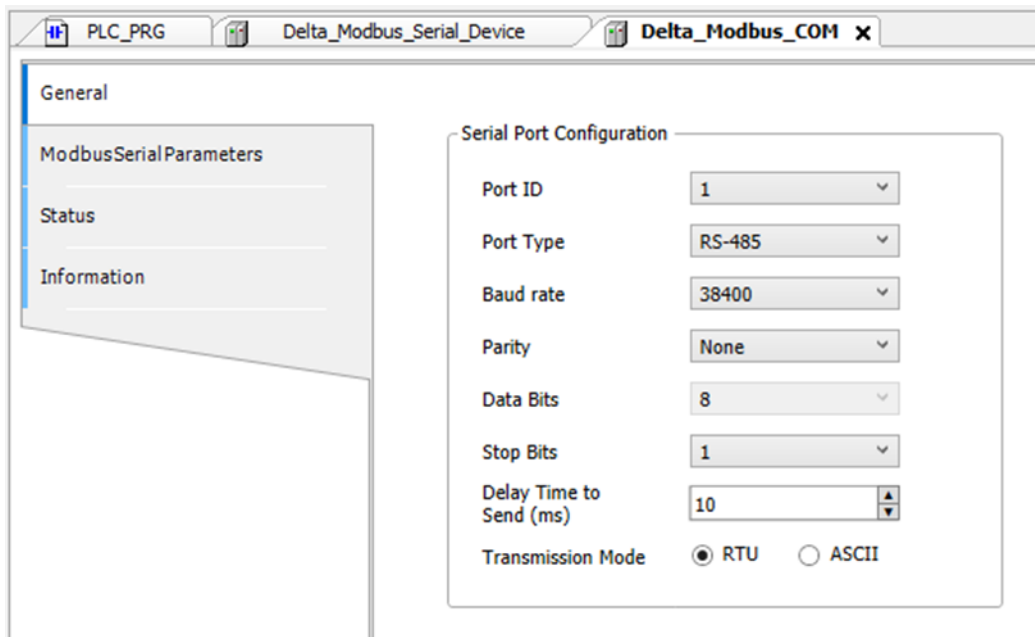 PLC_PRG Delta_Modbus_Serial_Device Delta_Modbus_COM
General
ModbusSerialParameters
Status
Information
Serial Port Configuration
Port ID 1
Port Type RS-485
Baud rate 38400
Parity None
Data Bits 8
Stop Bits 1
Delay Time to
Send (ms) 10
Transmission Mode RTU ASCII